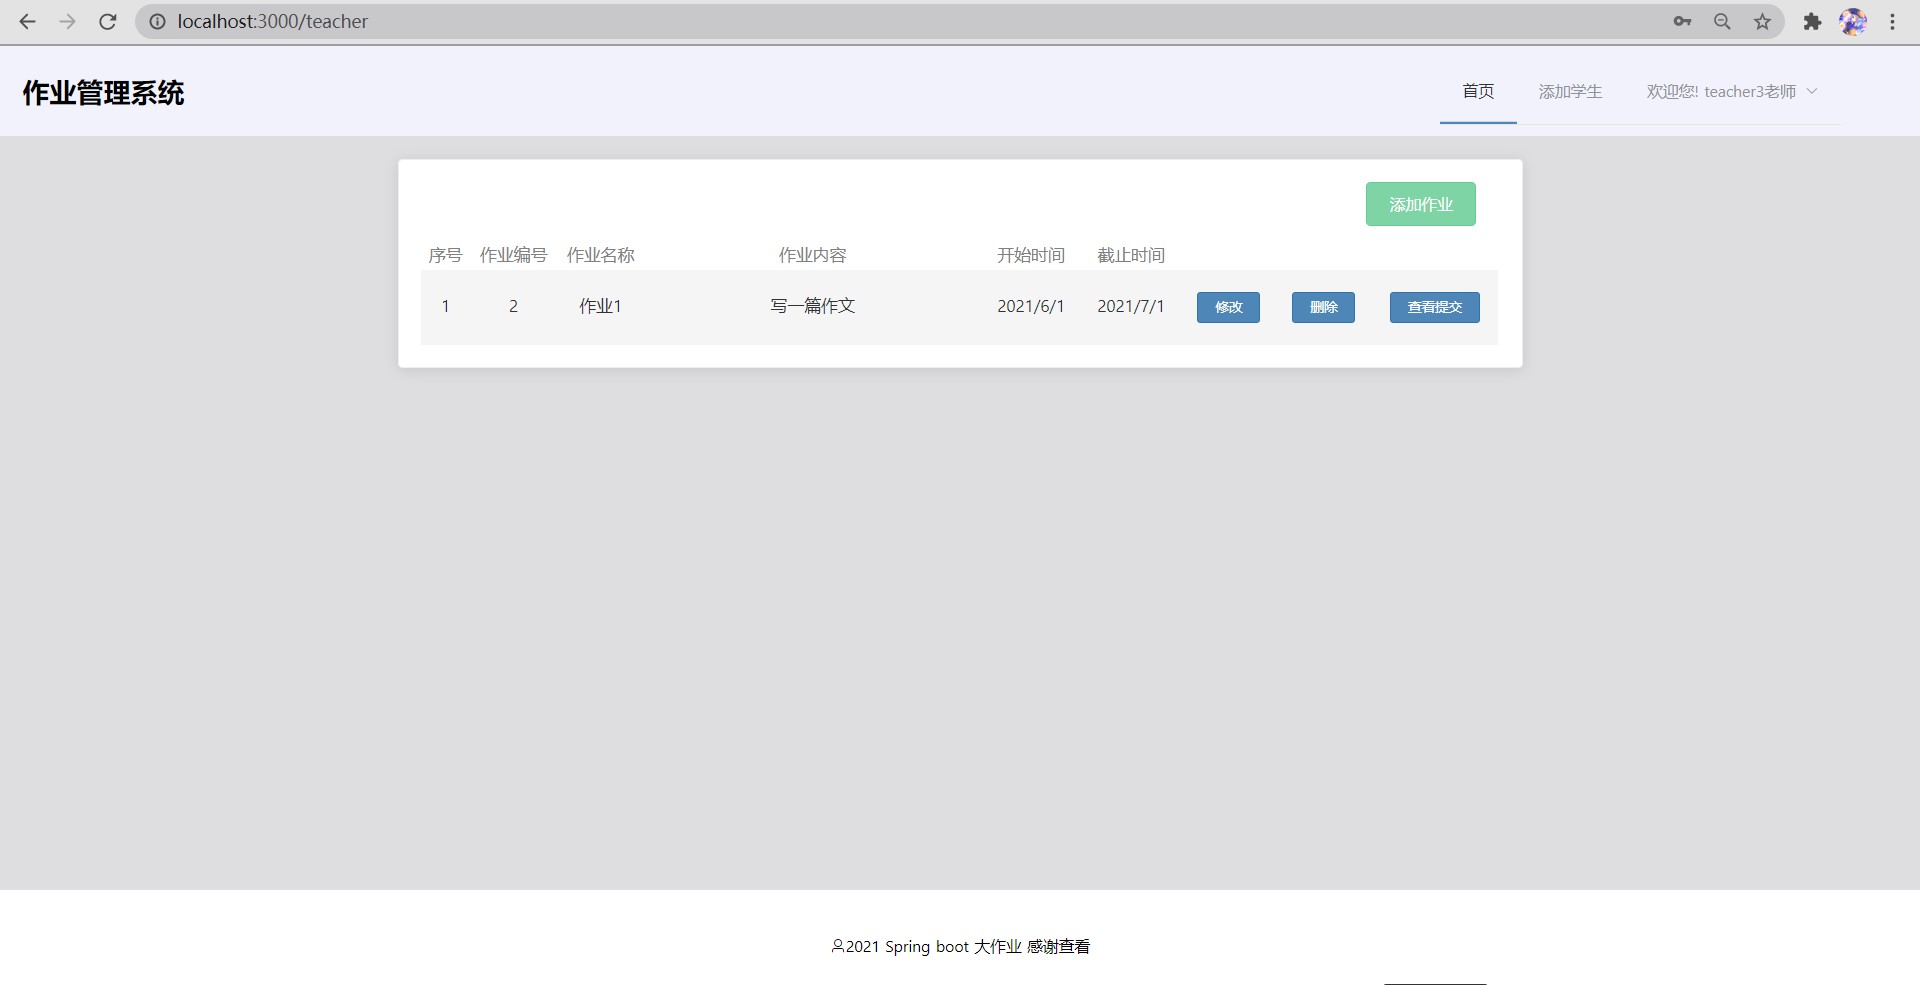 localhost:3000/teacher
作业管理系统 首页 添加学生 欢迎您! teacher3老师
添加作业
序号 作业编号 作业名称 作业内容 开始时间 截止时间
1 2 作业1 写一篇作文 2021/6/1 2021/7/1 修改 删除 查看提交
2021 Spring boot 大作业 感谢查看